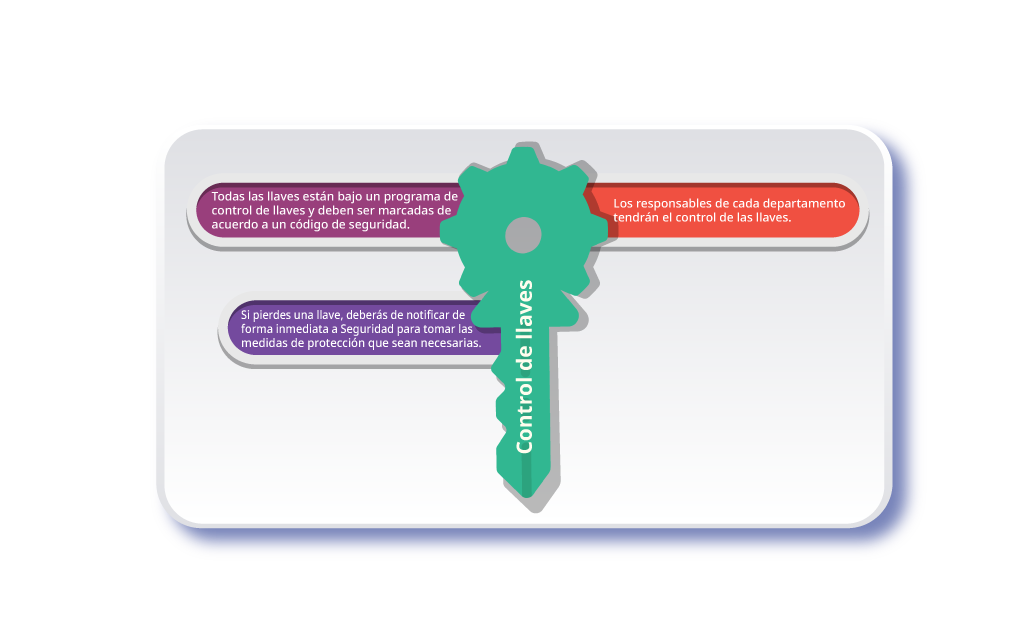 Todas las llaves están bajo un programa de
control de llaves y deben ser marcadas de
acuerdo a un código de seguridad.
Los responsables de cada departamento
tendrán el control de las llaves.
Si pierdes una llave, deberás de notificar de
forma inmediata a Seguridad para tomar las
medidas de protección que sean necesarias.
Control de llaves